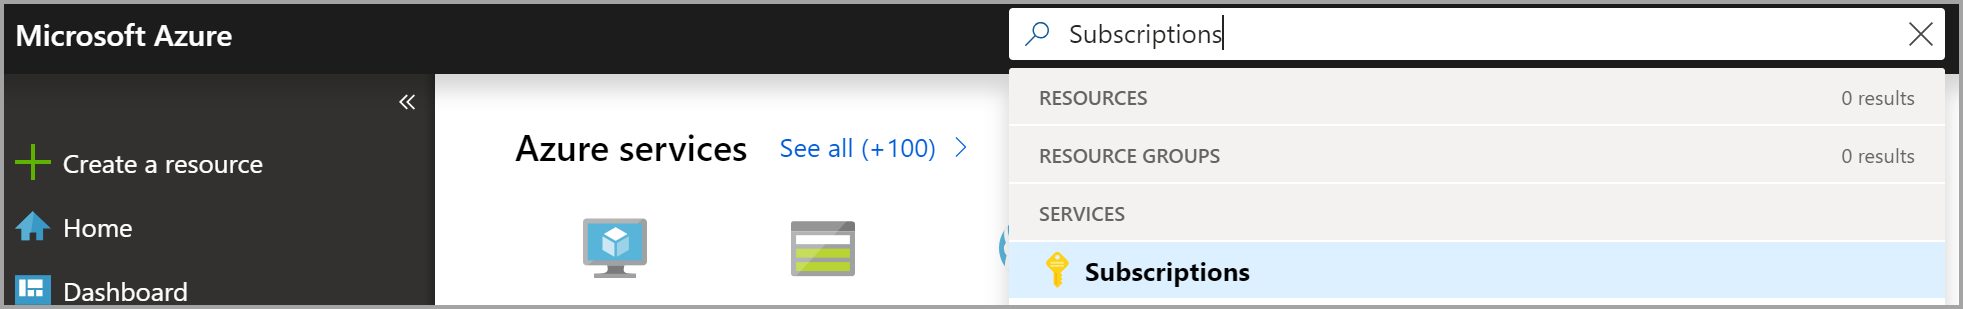 Microsoft Azure
Subscriptions
RESOURCES 0 results
RESOURCE GROUPS 0 results
SERVICES
Subscriptions
Create a resource
Home
Dashboard
Azure services See all (+100)